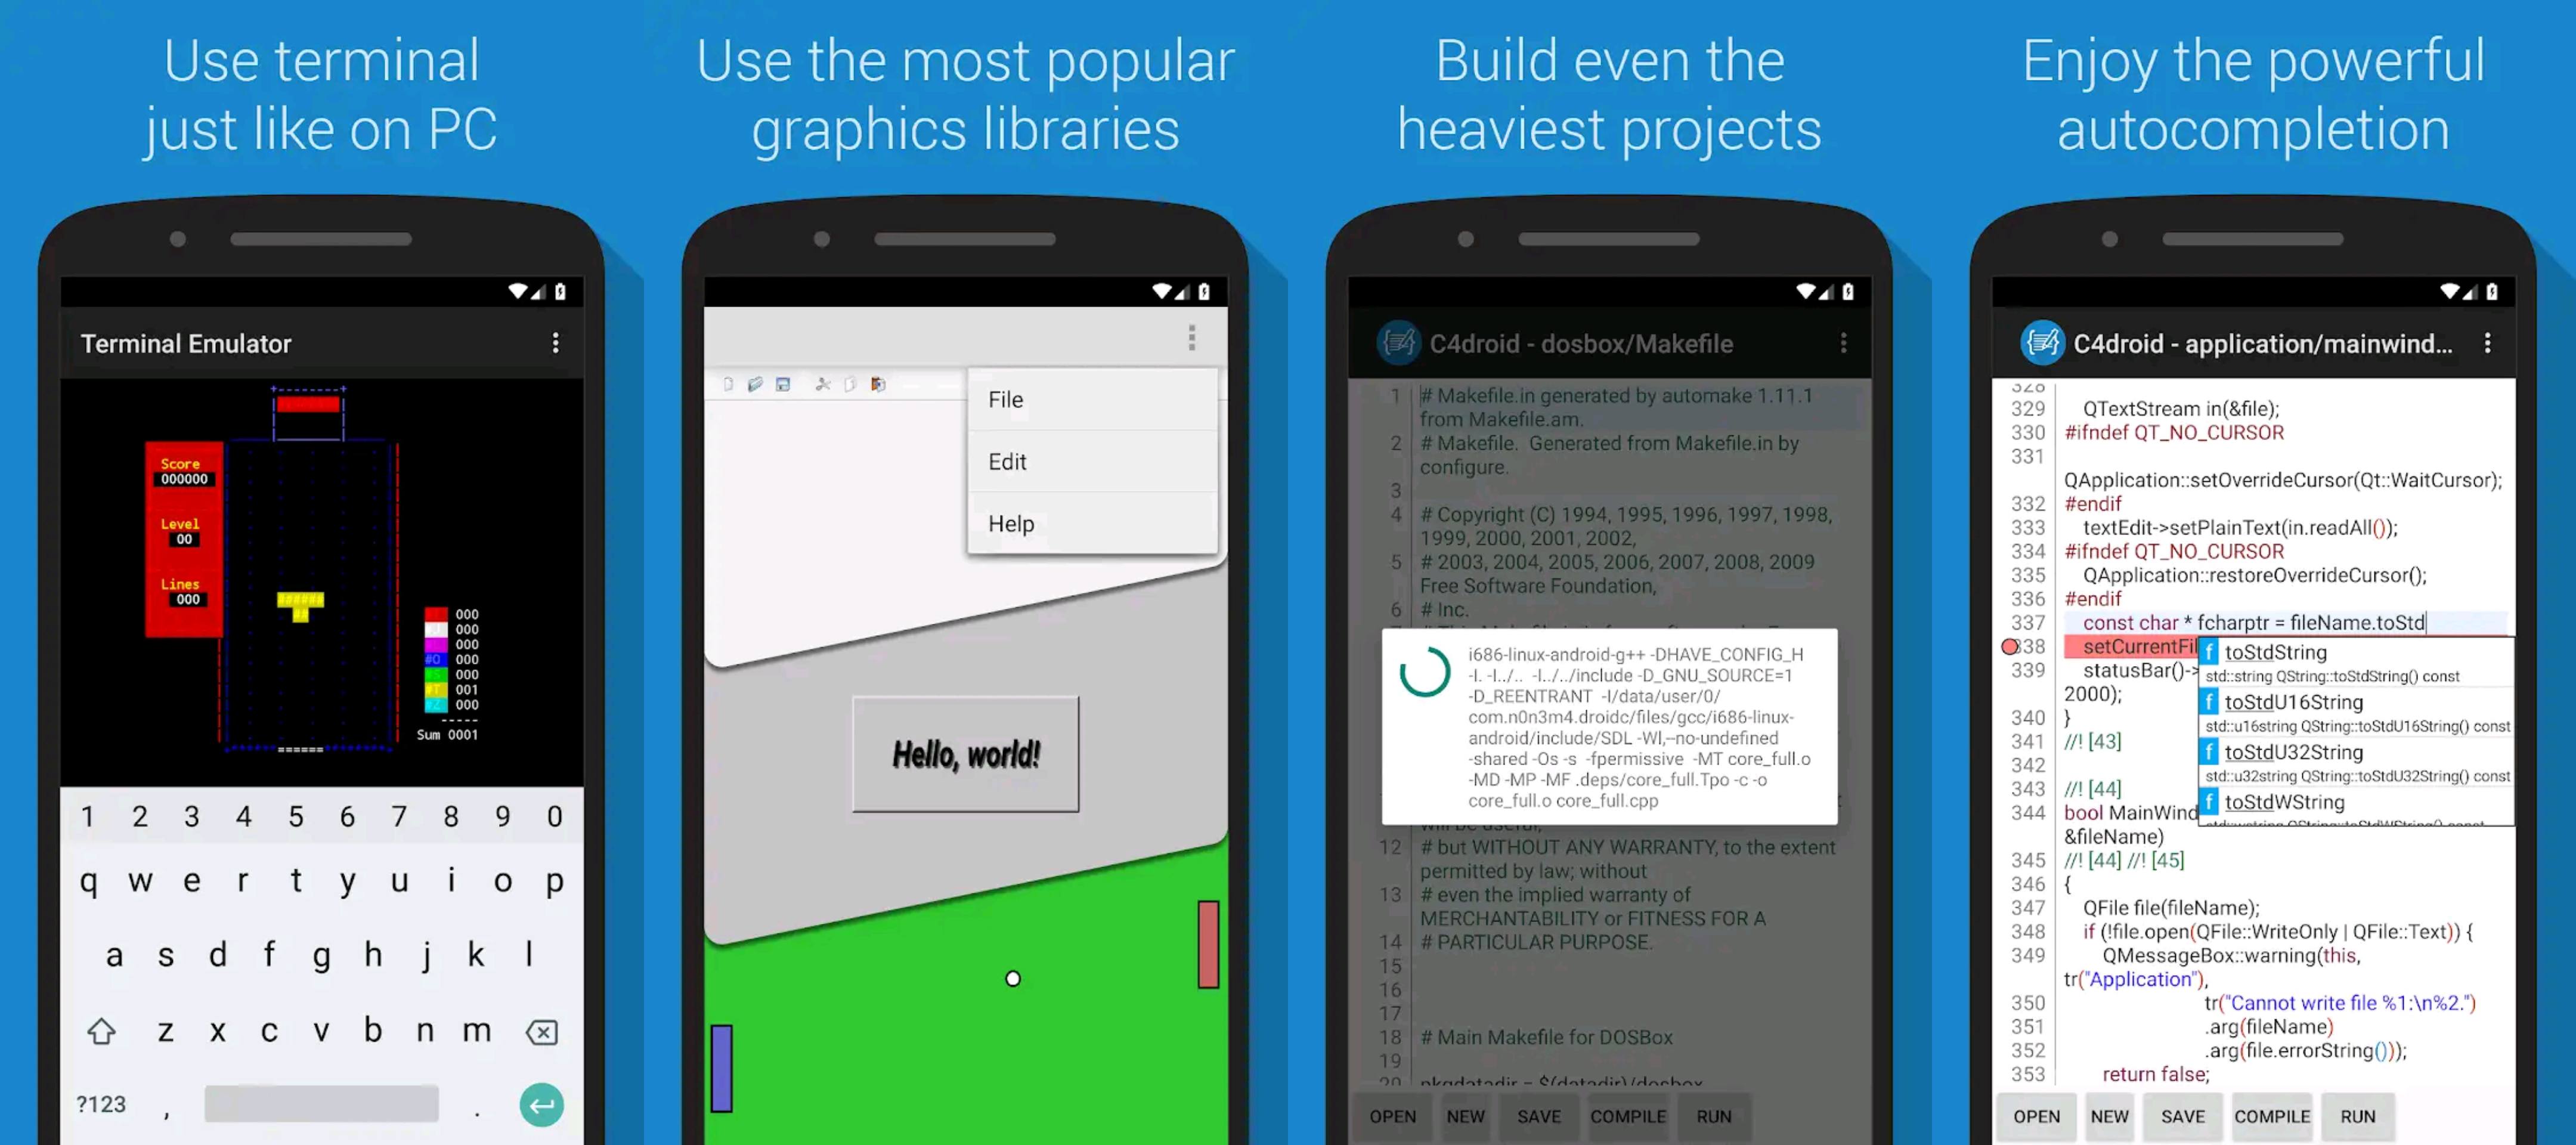 Use terminal
just like on PC
Terminal Emulator
Score
000000
Level
00
Lines
000
000
000
000
#O 000
000
#T 001
#Z 000
-----
Sum 0001
1 2 3 4 5 6 7 8 9 0
q w e r t y u i o p
a s d f g h j k l
z x c v b n m
?123 , .
Use the most popular
graphics libraries
File
Edit
Help
Hello, world!
Build even the
heaviest projects
C4droid - dosbox/Makefile
1 # Makefile.in generated by automake 1.11.1
from Makefile.am.
2 # Makefile. Generated from Makefile.in by
configure.
3
4 # Copyright (C) 1994, 1995, 1996, 1997, 1998,
1999, 2000, 2001, 2002,
5 # 2003, 2004, 2005, 2006, 2007, 2008, 2009
Free Software Foundation,
6 # Inc.
i686-linux-android-g++ -DHAVE_CONFIG_H
-I. -I../.. -I../../include -D_GNU_SOURCE=1
-D_REENTRANT -I/data/user/0/
com.n0n3m4.droidc/files/gcc/i686-linux-
android/include/SDL -Wl,--no-undefined
-shared -Os -s -fpermissive -MT core_full.o
-MD -MP -MF .deps/core_full.Tpo -c -o
core_full.o core_full.cpp
will be useful,
12 # but WITHOUT ANY WARRANTY, to the extent
permitted by law; without
13 # even the implied warranty of
MERCHANTABILITY or FITNESS FOR A
14 # PARTICULAR PURPOSE.
15
16
17
18 # Main Makefile for DOSBox
19
20 pkgdatadir = $(datadir)/dosbox
OPEN NEW SAVE COMPILE RUN
Enjoy the powerful
autocompletion
C4droid - application/mainwind...
328
329 QTextStream in(&file);
330 #ifndef QT_NO_CURSOR
331
QApplication::setOverrideCursor(Qt::WaitCursor);
332 #endif
333 textEdit->setPlainText(in.readAll());
334 #ifndef QT_NO_CURSOR
335 QApplication::restoreOverrideCursor();
336 #endif
337 const char * fcharptr = fileName.toStd
338 setCurrentFil
339 statusBar()->
2000);
f toStdString
std::string QString::toStdString() const
f toStdU16String
std::u16string QString::toStdU16String() const
f toStdU32String
std::u32string QString::toStdU32String() const
f toStdWString
std::wstring QString::toStdWString() const
340 }
341 //! [43]
342
343 //! [44]
344 bool MainWind
&fileName)
345 //! [44] //! [45]
346 {
347 QFile file(fileName);
348 if (!file.open(QFile::WriteOnly | QFile::Text)) {
349 QMessageBox::warning(this,
tr("Application"),
350 tr("Cannot write file %1:\n%2.")
351 .arg(fileName)
352 .arg(file.errorString()));
353 return false;
OPEN NEW SAVE COMPILE RUN